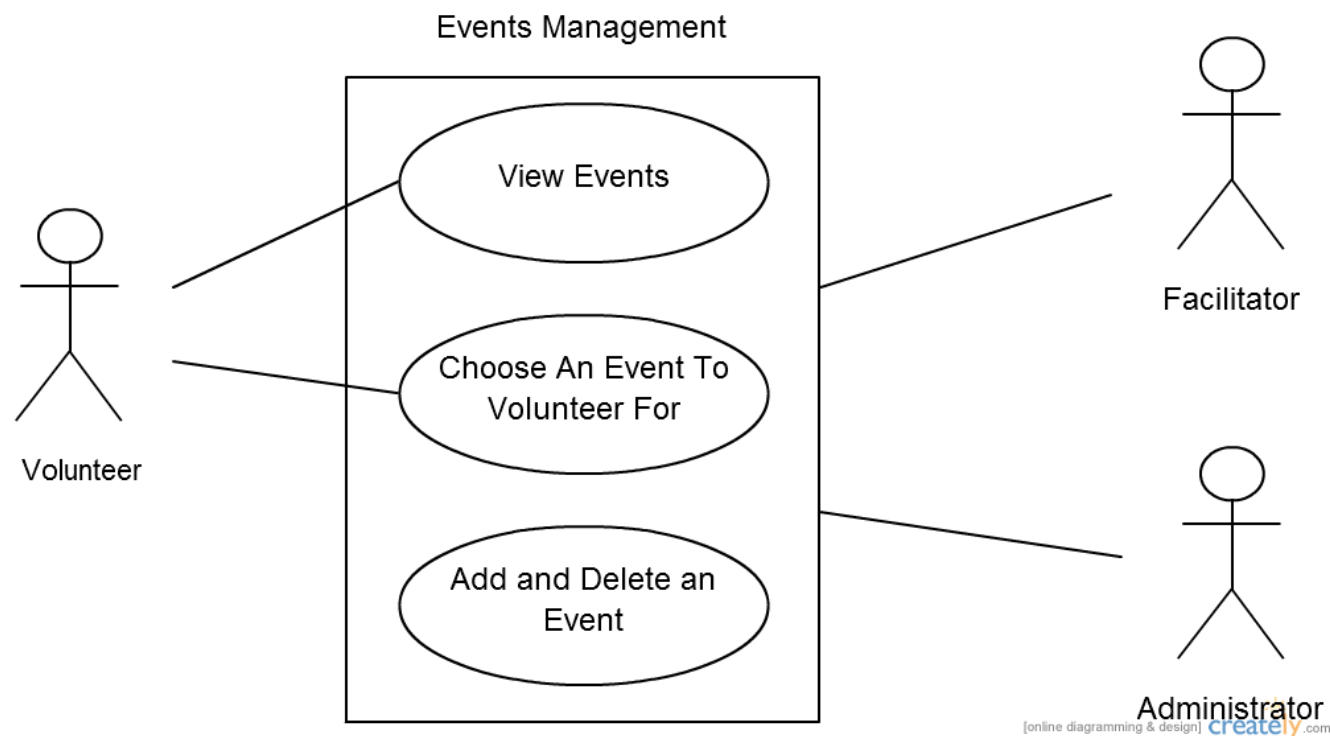 Events Management
View Events
Choose An Event To
Volunteer For
Add and Delete an
Event
Volunteer
Facilitator
Administrator
[online diagramming & design] creately.com